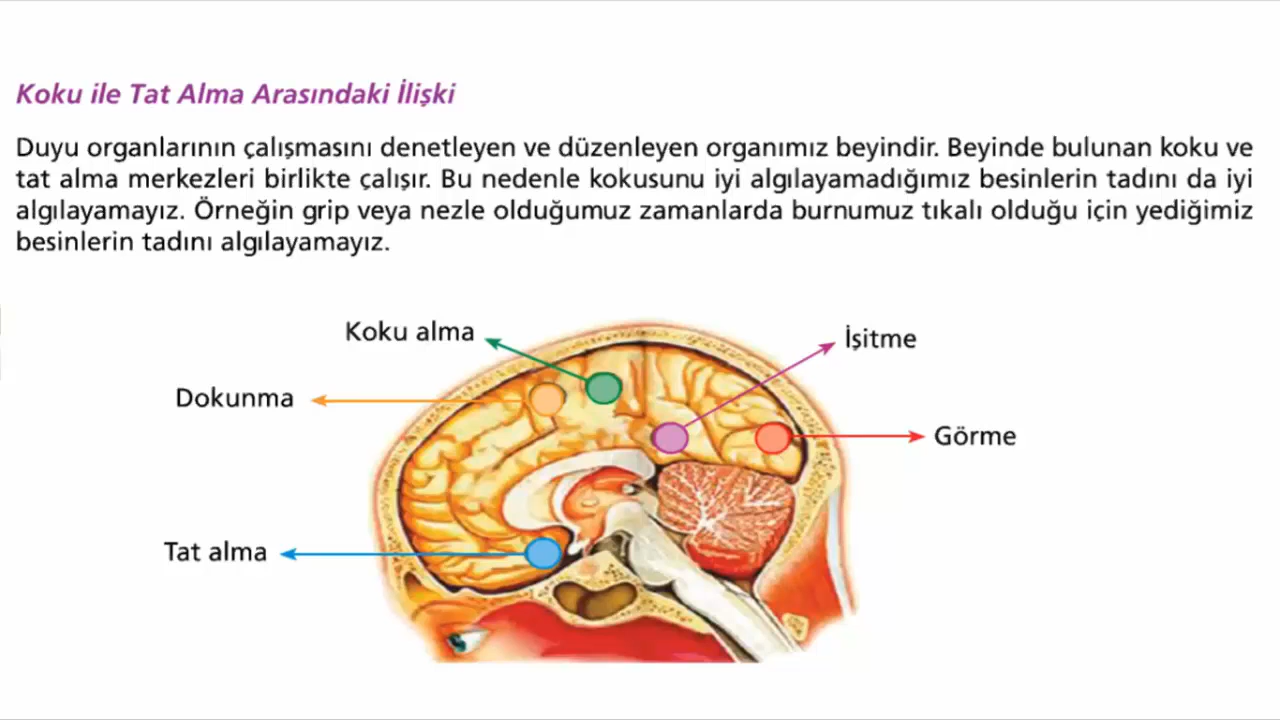 Koku ile Tat Alma Arasındaki İlişki
Duyu organlarının çalışmasını denetleyen ve düzenleyen organımız beyindir. Beyinde bulunan koku ve
tat alma merkezleri birlikte çalışır. Bu nedenle kokusunu iyi algılayamadığımız besinlerin tadını da iyi
algılayamayız. Örneğin grip veya nezle olduğumuz zamanlarda burnumuz tıkalı olduğu için yediğimiz
besinlerin tadını algılayamayız.
Koku alma
İşitme
Dokunma
Görme
Tat alma